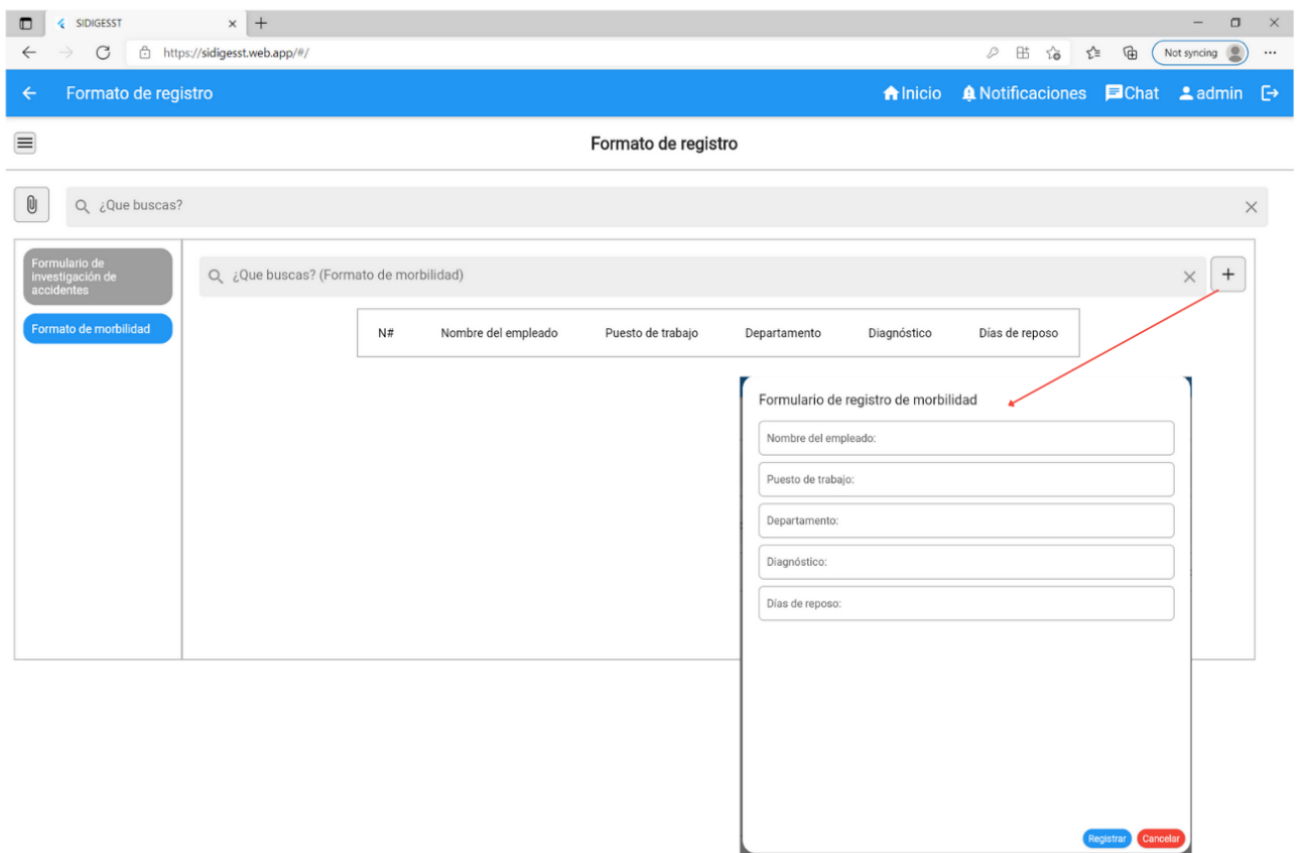 SIDIGESST
https://sidigesst.web.app/#/
Not syncing
Formato de registro
Inicio
Notificaciones
Chat
admin
Formato de registro
¿Que buscas?
Formulario de
investigación de
accidentes
Formato de morbilidad
¿Que buscas? (Formato de morbilidad)
N# Nombre del empleado Puesto de trabajo Departamento Diagnóstico Días de reposo
Formulario de registro de morbilidad
Nombre del empleado:
Puesto de trabajo:
Departamento:
Diagnóstico:
Días de reposo:
Registrar Cancelar